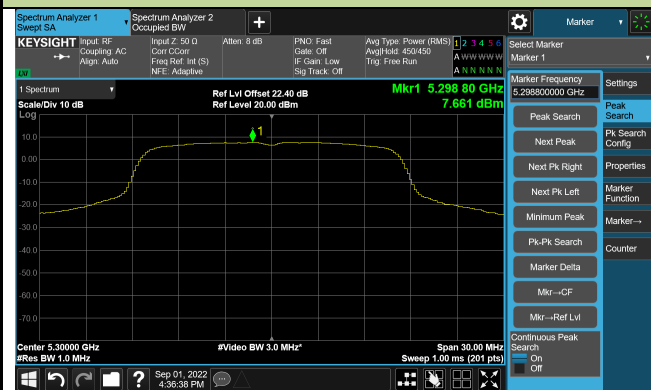 Spectrum Analyzer 1
Swept SA
Spectrum Analyzer 2
Occupied BW
+
Marker
KEYSIGHT
Input: RF
Coupling: AC
Align: Auto
Input Z: 50 Ω
Corr CCorr
Freq Ref: Int (S)
NFE: Adaptive
Atten: 8 dB
PNO: Fast
Gate: Off
IF Gain: Low
Sig Track: Off
Avg Type: Power (RMS)
Avg|Hold: 450/450
Trig: Free Run
1 2 3 4 5 6
A W W W W W
A N N N N N
LXI
Select Marker
Marker 1
1 Spectrum
Scale/Div 10 dB
Log
Ref Lvl Offset 22.40 dB
Ref Level 20.00 dBm
Mkr1 5.298 80 GHz
7.661 dBm
1
10.0
0.00
-10.0
-20.0
-30.0
-40.0
-50.0
-60.0
-70.0
Center 5.30000 GHz
#Res BW 1.0 MHz
#Video BW 3.0 MHz*
Span 30.00 MHz
Sweep 1.00 ms (201 pts)
Marker Frequency
5.298800000 GHz
Peak Search
Next Peak
Next Pk Right
Next Pk Left
Minimum Peak
Pk-Pk Search
Marker Delta
Mkr→CF
Mkr→Ref Lvl
Continuous Peak
Search
On
Off
Settings
Peak
Search
Pk Search
Config
Properties
Marker
Function
Marker→
Counter
?
Sep 01, 2022
4:36:38 PM